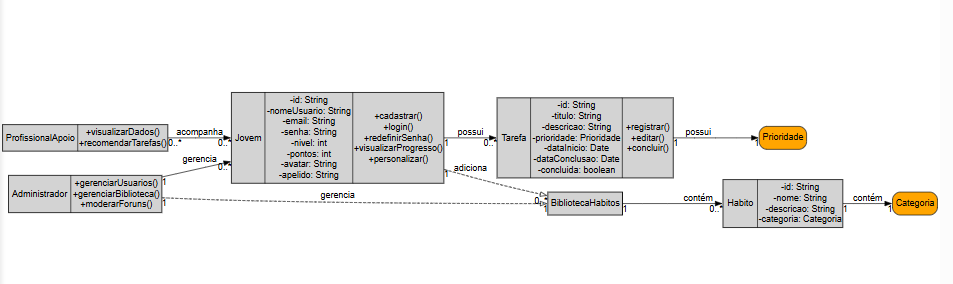 ProfissionalApoio
+visualizarDados()
+recomendarTarefas()
acompanha
0..*
0..
Administrador
+gerenciarUsuarios()
+gerenciarBiblioteca()
+moderarForuns()
gerencia
1
0..
gerencia
1
1
Jovem
-id: String
-nomeUsuario: String
-email: String
-senha: String
-nivel: int
-pontos: int
-avatar: String
-apelido: String
+cadastrar()
+login()
+redefinirSenha()
+visualizarProgresso()
+personalizar()
possui
1
0..
adiciona
1
0..
Tarefa
-id: String
-titulo: String
-descricao: String
-prioridade: Prioridade
-dataInicio: Date
-dataConclusao: Date
-concluida: boolean
+registrar()
+editar()
+concluir()
possui
1
1
Prioridade
BibliotecaHabitos
contém
1
0..
Habito
-id: String
-nome: String
-descricao: String
-categoria: Categoria
contém
1
1
Categoria